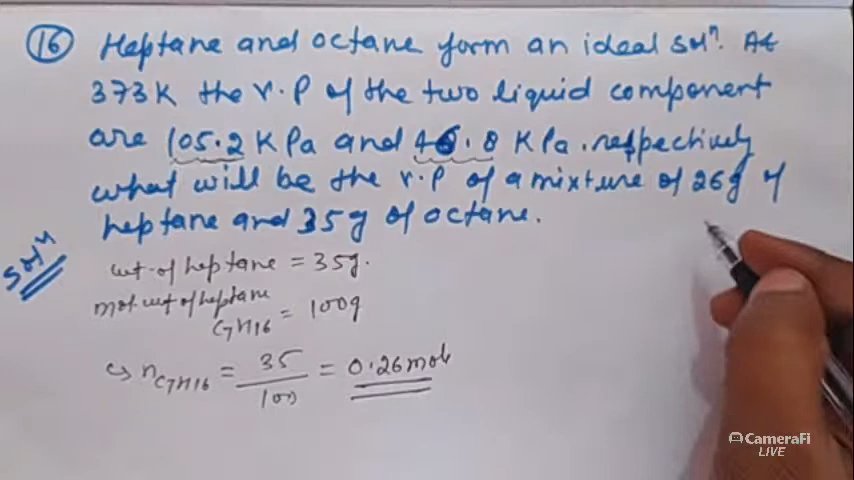 16 Heptane and octane form an ideal solⁿ. At
373K the V.P of the two liquid component
are 105.2 KPa and 46.8 KPa. respectively
what will be the V.P of a mixture of 26g of
heptane and 35g of octane.
Solⁿ
wt. of heptane = 35g.
mol. wt of heptane
C7H16 = 100g
↪ nC7H16 = 35/100 = 0.26 mol
CameraFi
LIVE